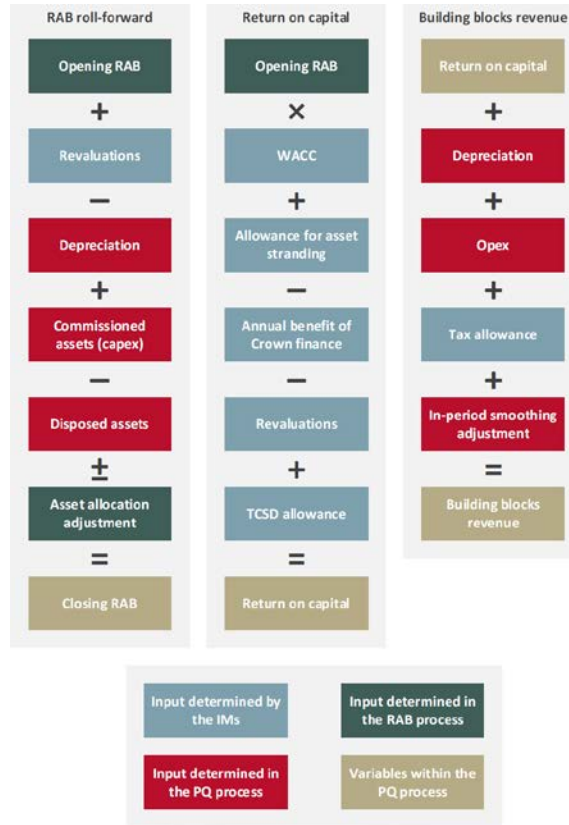 RAB roll-forward
Opening RAB
+
Revaluations
−
Depreciation
+
Commissioned
assets (capex)
−
Disposed assets
±
Asset allocation
adjustment
=
Closing RAB
Return on capital
Opening RAB
×
WACC
+
Allowance for asset
stranding
−
Annual benefit of
Crown finance
−
Revaluations
+
TCSD allowance
=
Return on capital
Building blocks revenue
Return on capital
+
Depreciation
+
Opex
+
Tax allowance
+
In-period smoothing
adjustment
=
Building blocks
revenue
Input determined by
the IMs
Input determined in
the RAB process
Input determined in
the PQ process
Variables within the
PQ process